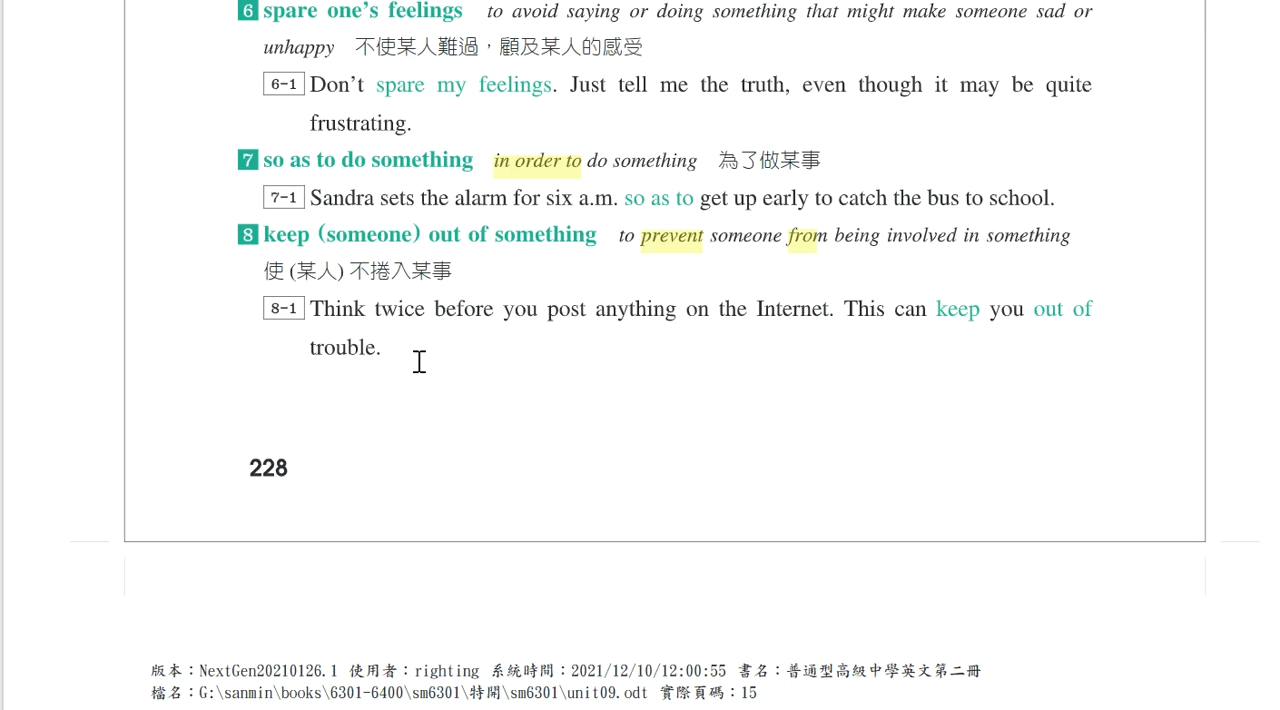 6 spare one's feelings to avoid saying or doing something that might make someone sad or
unhappy 不使某人難過，顧及某人的感受
6-1 Don't spare my feelings. Just tell me the truth, even though it may be quite
frustrating.
7 so as to do something in order to do something 為了做某事
7-1 Sandra sets the alarm for six a.m. so as to get up early to catch the bus to school.
8 keep (someone) out of something to prevent someone from being involved in something
使 (某人) 不捲入某事
8-1 Think twice before you post anything on the Internet. This can keep you out of
trouble.
228
版本：NextGen20210126.1 使用者：righting 系統時間：2021/12/10/12:00:55 書名：普通型高級中學英文第二冊
檔名：G:\sanmin\books\6301-6400\sm6301\特開\sm6301\unit09.odt 實際頁碼：15